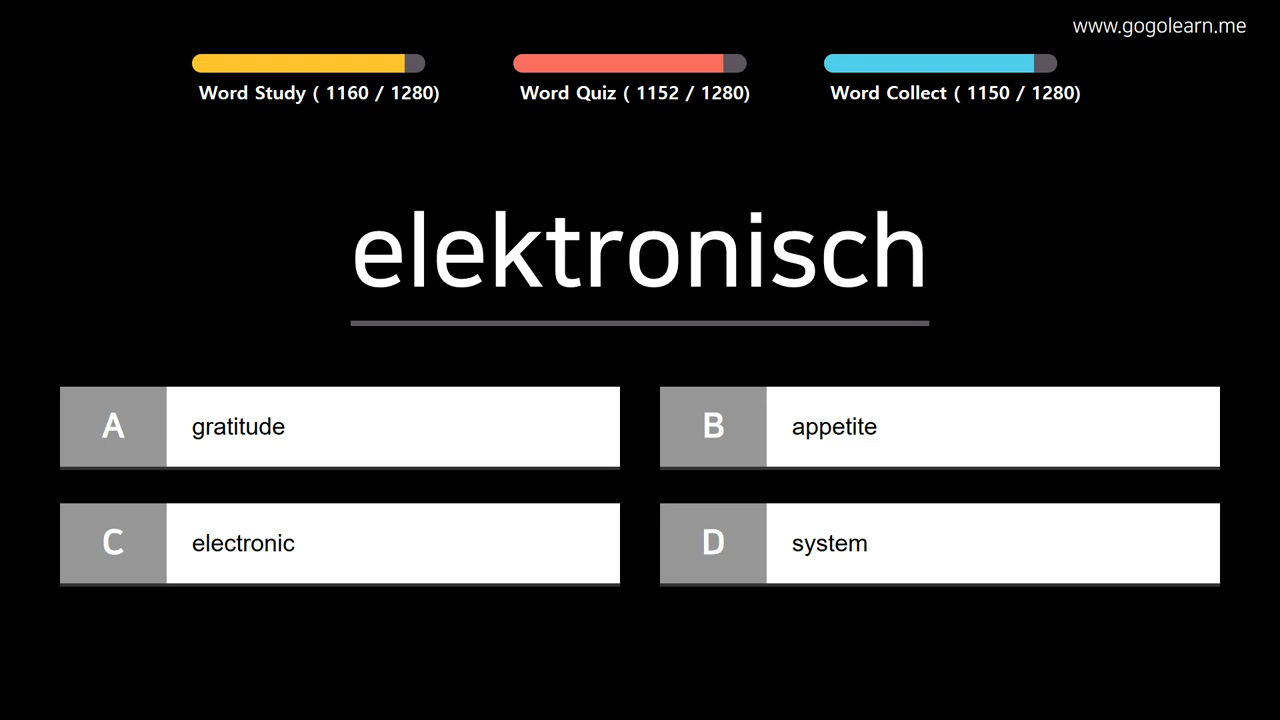 www.gogolearn.me
Word Study ( 1160 / 1280)
Word Quiz ( 1152 / 1280)
Word Collect ( 1150 / 1280)
elektronisch
A gratitude
B appetite
C electronic
D system